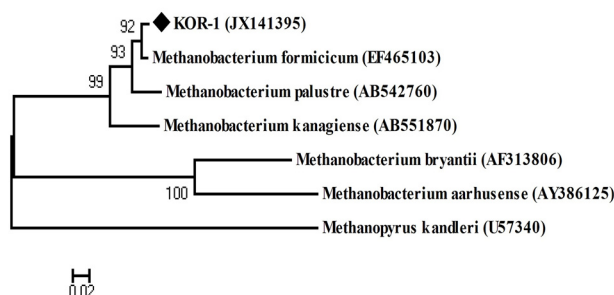 92
KOR-1 (JX141395)
93
Methanobacterium formicicum (EF465103)
99
Methanobacterium palustre (AB542760)
Methanobacterium kanagiense (AB551870)
Methanobacterium bryantii (AF313806)
100
Methanobacterium aarhusense (AY386125)
Methanopyrus kandleri (U57340)
0.02